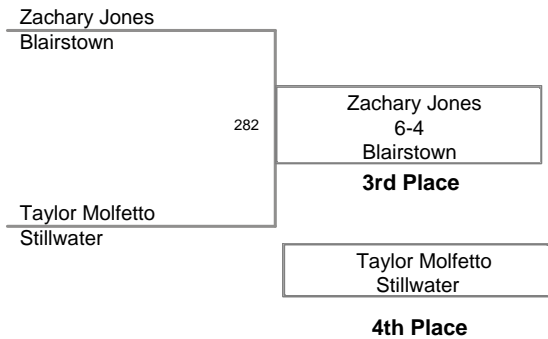 Zachary Jones
Blairstown
282
Zachary Jones
6-4
Blairstown
3rd Place
Taylor Molfetto
Stillwater
Taylor Molfetto
Stillwater
4th Place